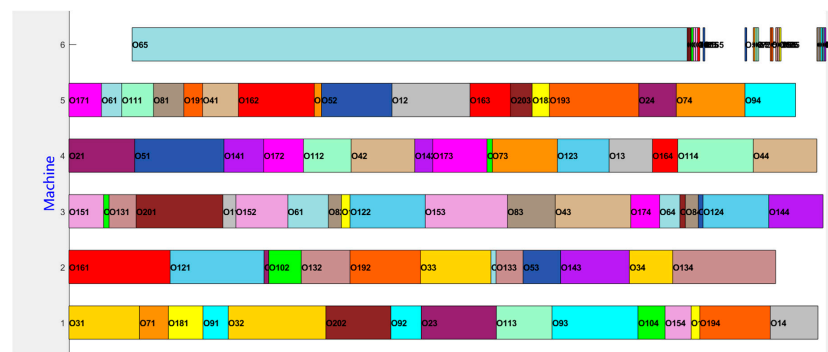 6 O65
5 O171 O61 O111 O81 O191 O41 O162 O52 O12 O163 O203 O193 O24 O74 O94
4 O21 O51 O141 O172 O112 O42 O173 O73 O123 O13 O164 O114 O44
Machine
3 O151 O131 O201 O152 O61 O122 O153 O83 O43 O174 O64 O124 O144
2 O161 O121 O102 O132 O192 O33 O133 O53 O143 O34 O134
1 O31 O71 O181 O91 O32 O202 O92 O23 O113 O93 O104 O154 O194 O14